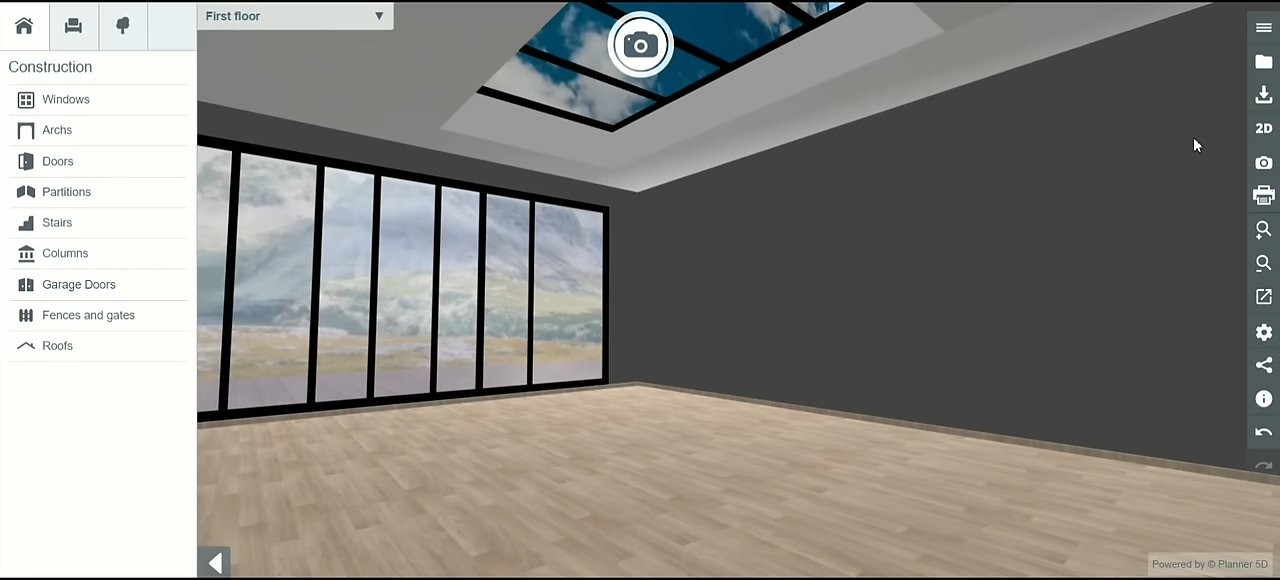 First floor
▼
Construction
Windows
Archs
Doors
Partitions
Stairs
Columns
Garage Doors
Fences and gates
Roofs
2D
Powered by © Planner 5D